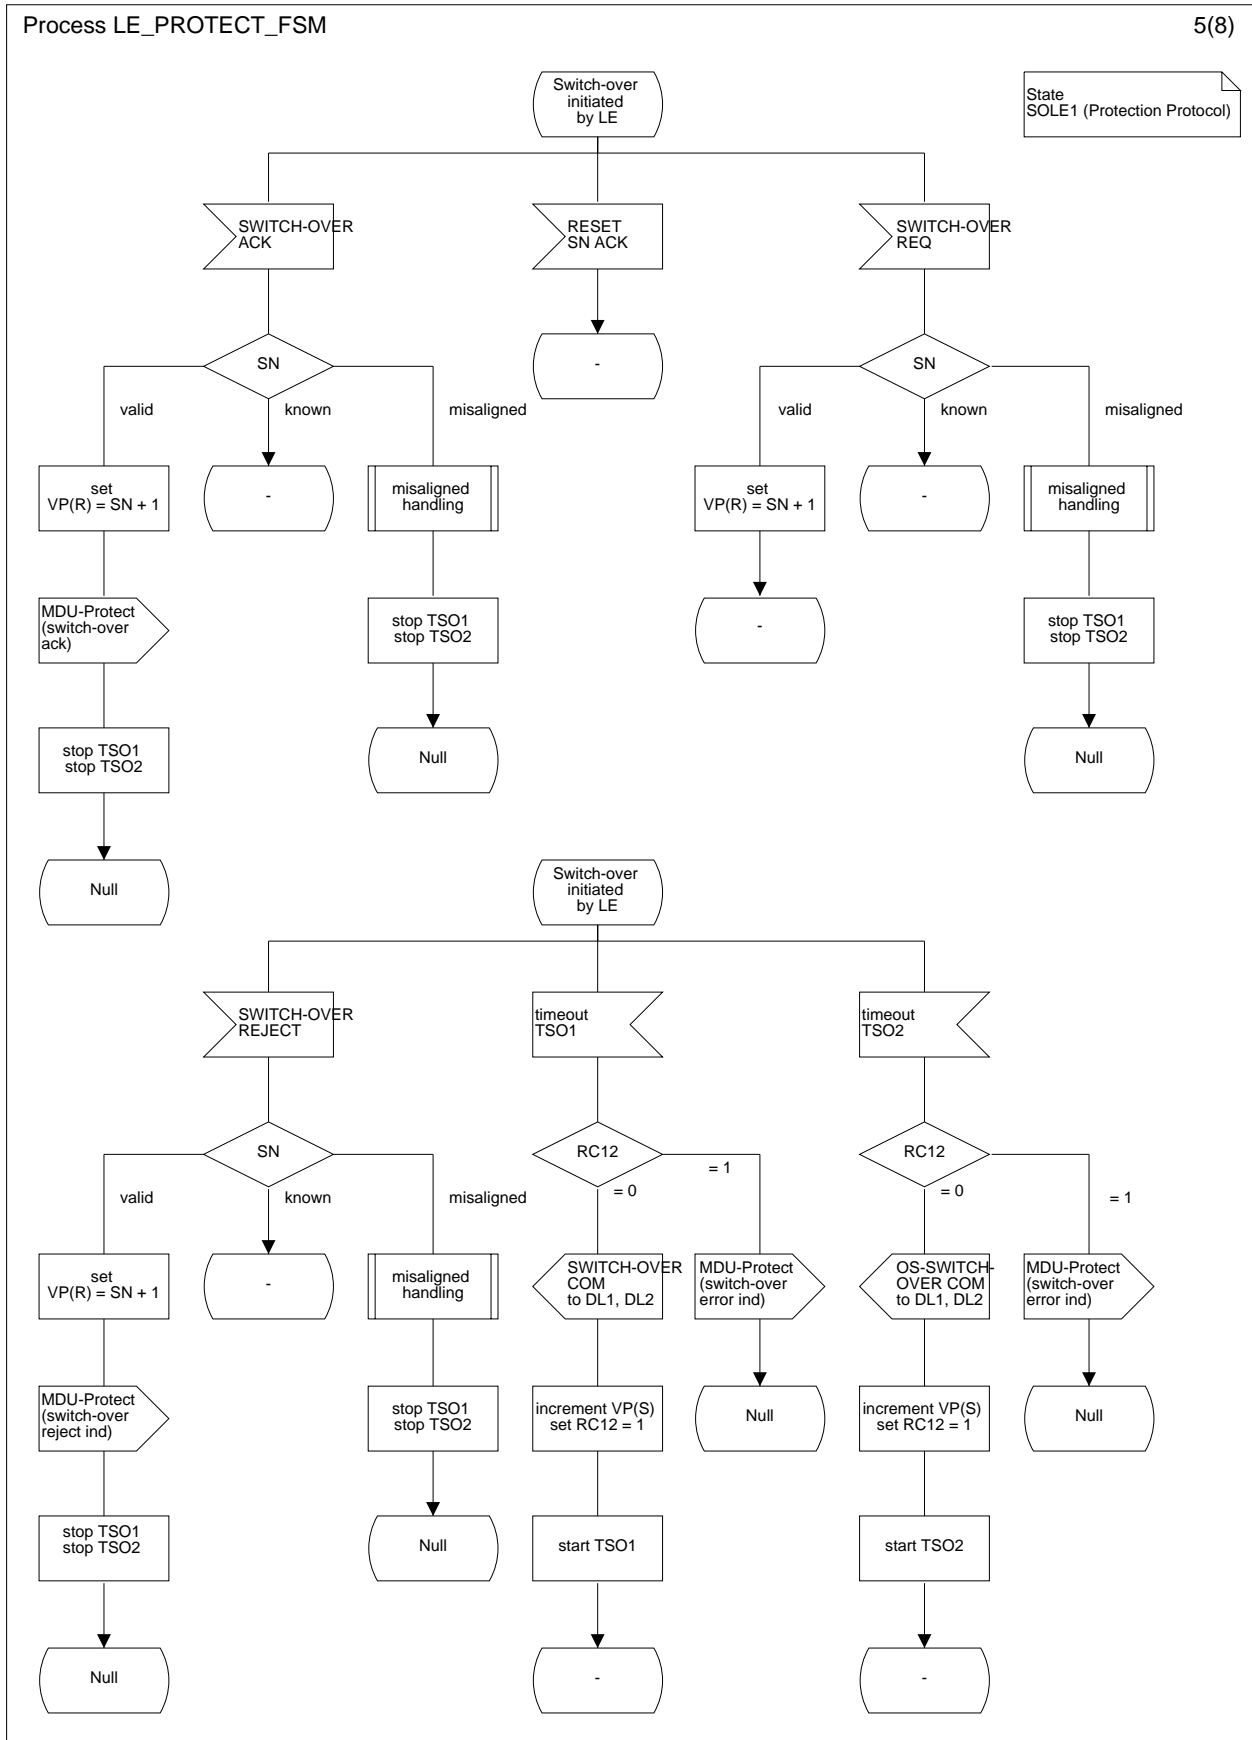 Process LE_PROTECT_FSM
5(8)
Switch-over
initiated
by LE
State
SOLE1 (Protection Protocol)
SWITCH-OVER
ACK
RESET
SN ACK
SWITCH-OVER
REQ
SN
-
SN
valid
known
misaligned
valid
known
misaligned
set
VP(R) = SN + 1
-
misaligned
handling
set
VP(R) = SN + 1
-
misaligned
handling
MDU-Protect
(switch-over
ack)
stop TSO1
stop TSO2
-
stop TSO1
stop TSO2
stop TSO1
stop TSO2
Null
Null
Null
Switch-over
initiated
by LE
SWITCH-OVER
REJECT
timeout
TSO1
timeout
TSO2
SN
RC12
RC12
valid
known
misaligned
= 0
= 1
= 0
= 1
set
VP(R) = SN + 1
-
misaligned
handling
SWITCH-OVER
COM
to DL1, DL2
MDU-Protect
(switch-over
error ind)
OS-SWITCH-
OVER COM
to DL1, DL2
MDU-Protect
(switch-over
error ind)
MDU-Protect
(switch-over
reject ind)
stop TSO1
stop TSO2
increment VP(S)
set RC12 = 1
Null
increment VP(S)
set RC12 = 1
Null
stop TSO1
stop TSO2
Null
start TSO1
start TSO2
Null
-
-